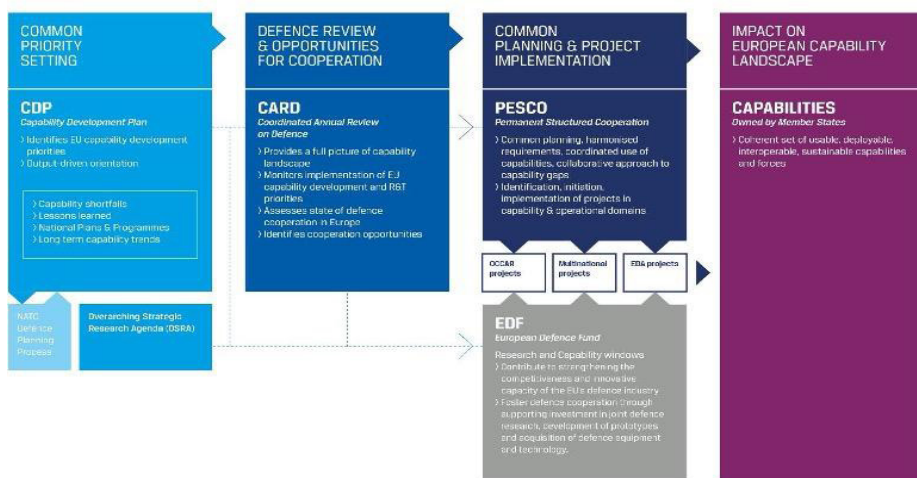 COMMON
PRIORITY
SETTING
CDP
Capability Development Plan
〉Identifies EU capability development
priorities
〉Output-driven orientation
〉Capability shortfalls
〉Lessons learned
〉National Plans & Programmes
〉Long term capability trends
NATO
Defence
Planning
Process
Overarching Strategic
Research Agenda (OSRA)
DEFENCE REVIEW
& OPPORTUNITIES
FOR COOPERATION
CARD
Coordinated Annual Review
on Defence
〉Provides a full picture of capability
landscape
〉Monitors implementation of EU
capability development and R&T
priorities
〉Assesses state of defence
cooperation in Europe
〉Identifies cooperation opportunities
COMMON
PLANNING & PROJECT
IMPLEMENTATION
PESCO
Permanent Structured Cooperation
〉Common planning, harmonised
requirements, coordinated use of
capabilities, collaborative approach to
capability gaps.
〉Identification, initiation,
implementation of projects in
capability & operational domains
OCCAR
projects
Multinational
projects
EDA projects
EDF
European Defence Fund
Research and Capability windows
〉Contribute to strengthening the
competitiveness and innovative
capacity of the EU's defence industry
〉Foster defence cooperation through
supporting investment in joint defence
research, development of prototypes
and acquisition of defence equipment
and technology.
IMPACT ON
EUROPEAN CAPABILITY
LANDSCAPE
CAPABILITIES
Owned by Member States
〉Coherent set of usable, deployable,
interoperable, sustainable capabilities
and forces